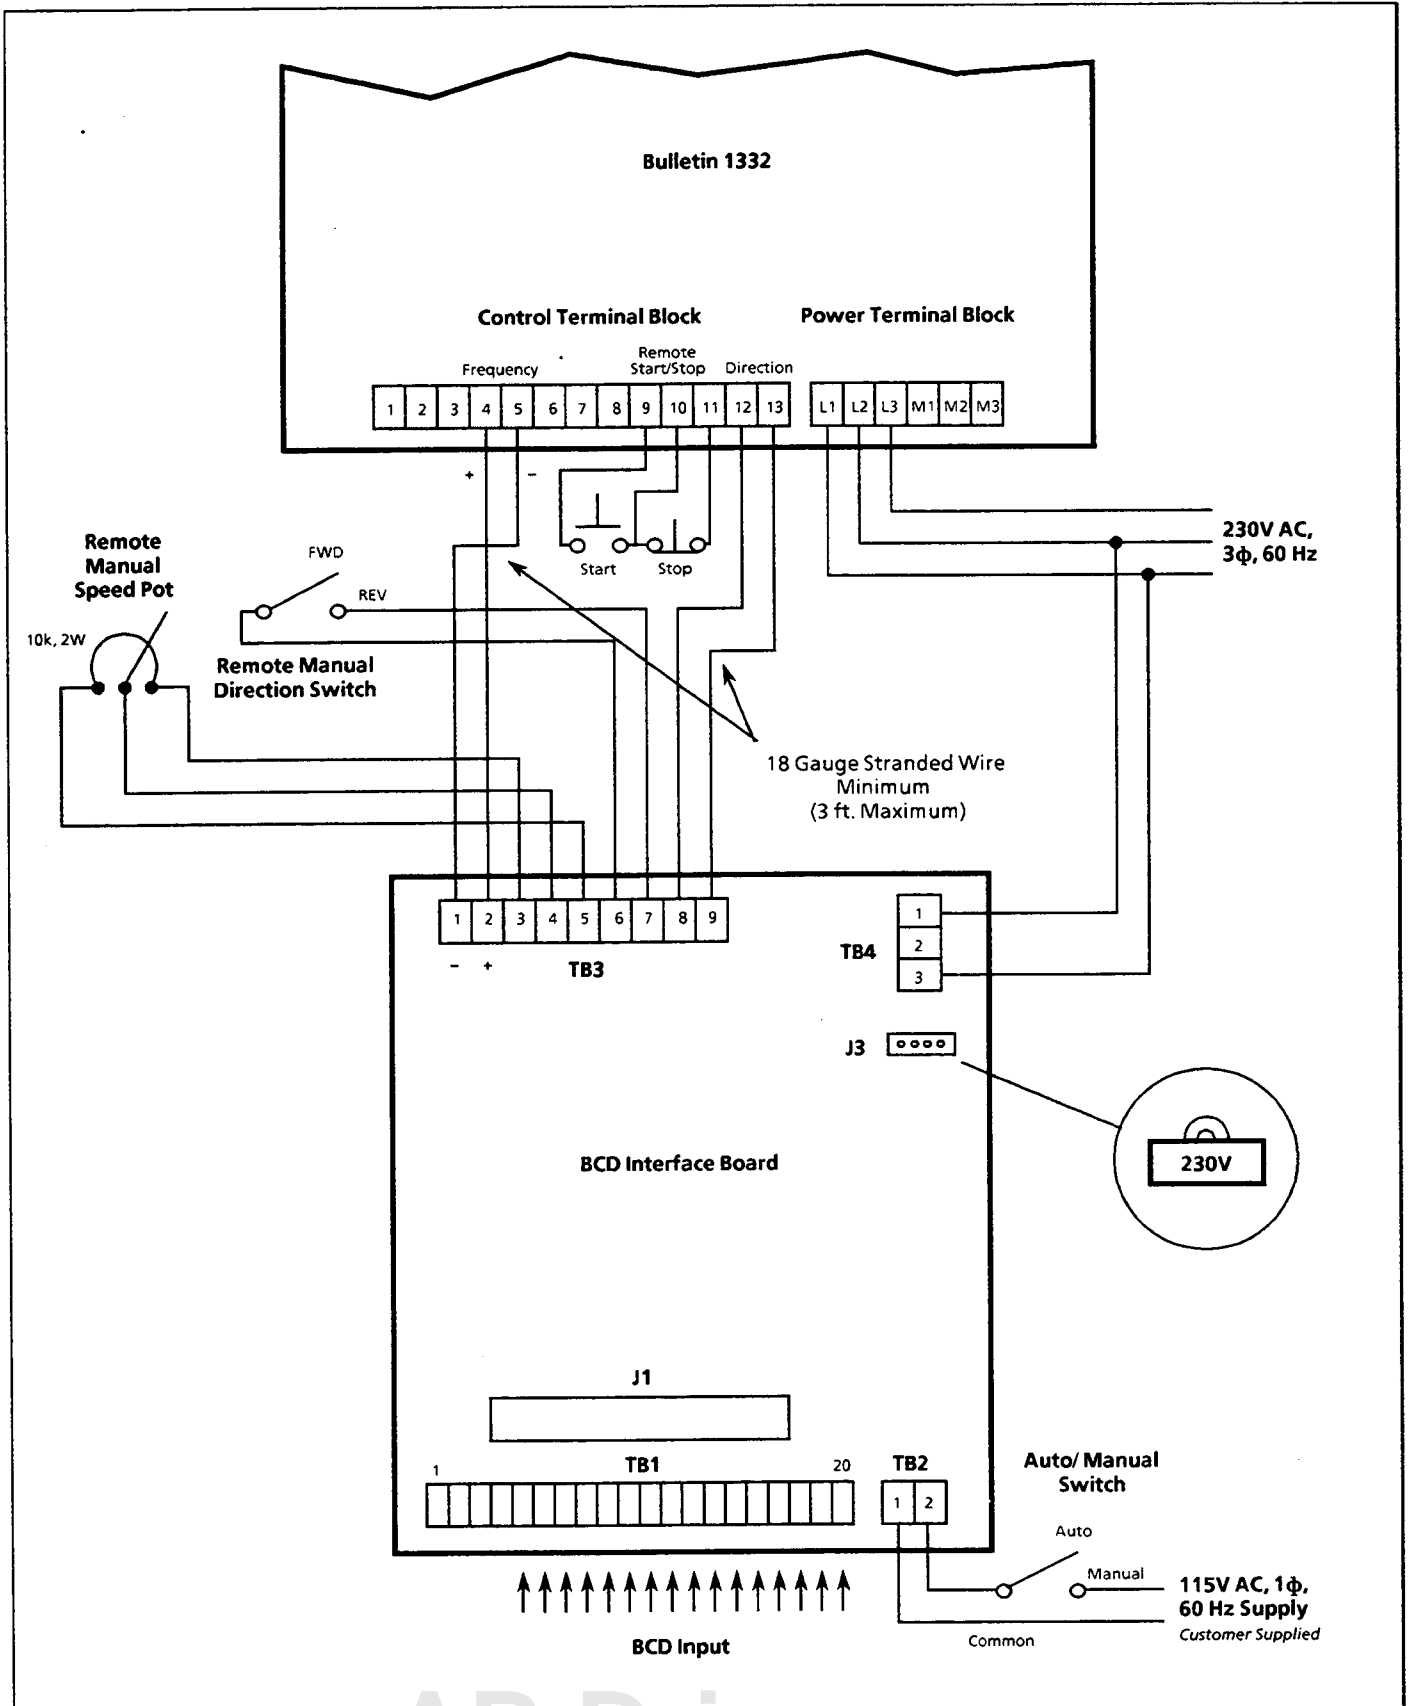 Bulletin 1332
Control Terminal Block
Power Terminal Block
Frequency
Remote
Start/Stop
Direction
1 2 3 4 5 6 7 8 9 10 11 12 13
L1 L2 L3 M1 M2 M3
+ −
230V AC,
3ϕ, 60 Hz
Start
Stop
Remote
Manual
Speed Pot
10k, 2W
FWD
REV
Remote Manual
Direction Switch
18 Gauge Stranded Wire
Minimum
(3 ft. Maximum)
1 2 3 4 5 6 7 8 9
− +
TB3
TB4
1
2
3
J3
230V
BCD Interface Board
J1
1
TB1
20
TB2
1 2
Auto/ Manual
Switch
Auto
Manual
115V AC, 1ϕ,
60 Hz Supply
Customer Supplied
Common
BCD Input